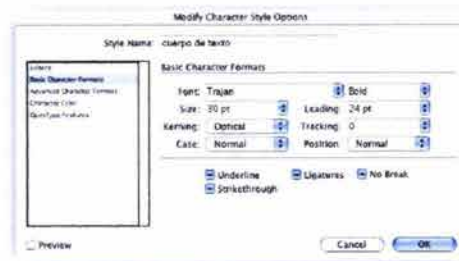 Modify Character Style Options
Style Name: cuerpo de texto
General
Basic Character Formats
Advanced Character Formats
Character Color
OpenType Features
Basic Character Formats
Font: Trajan Bold
Size: 30 pt Leading: 24 pt
Kerning: Optical Tracking: 0
Case: Normal Position: Normal
Underline Ligatures No Break
Strikethrough
Preview Cancel OK